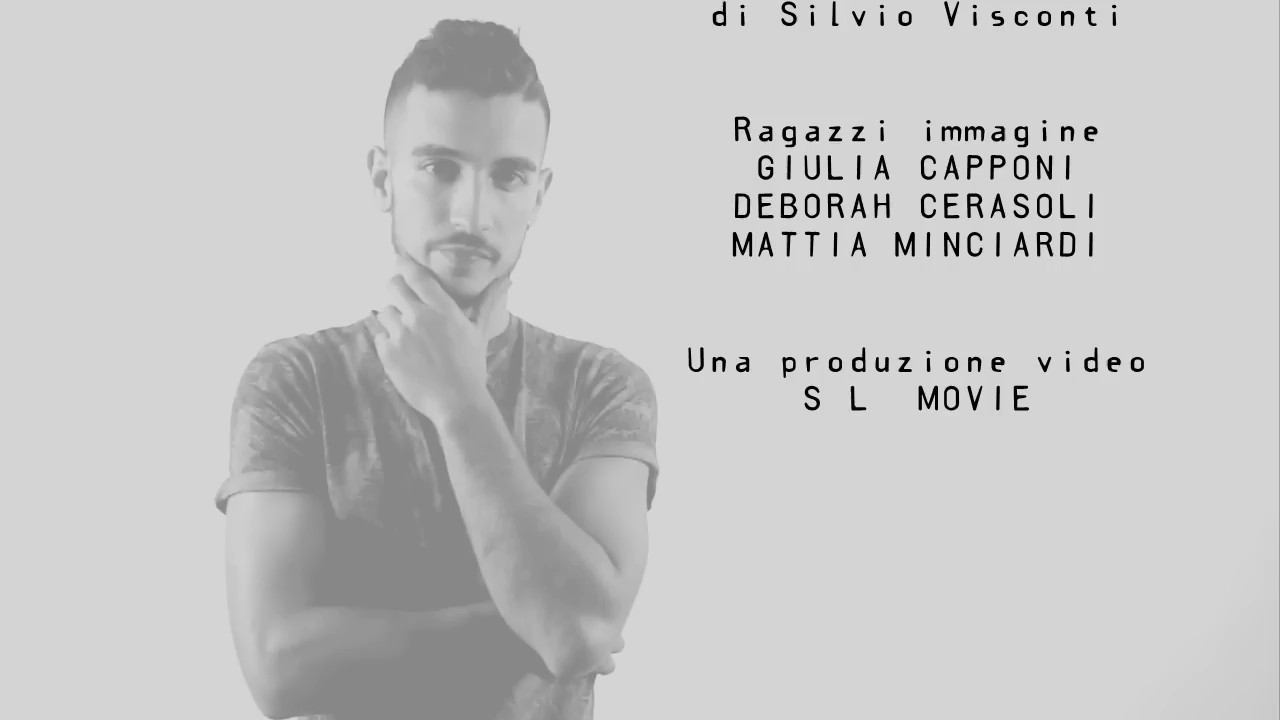 di Silvio Visconti
Ragazzi immagine
GIULIA CAPPONI
DEBORAH CERASOLI
MATTIA MINCIARDI
Una produzione video
S L MOVIE